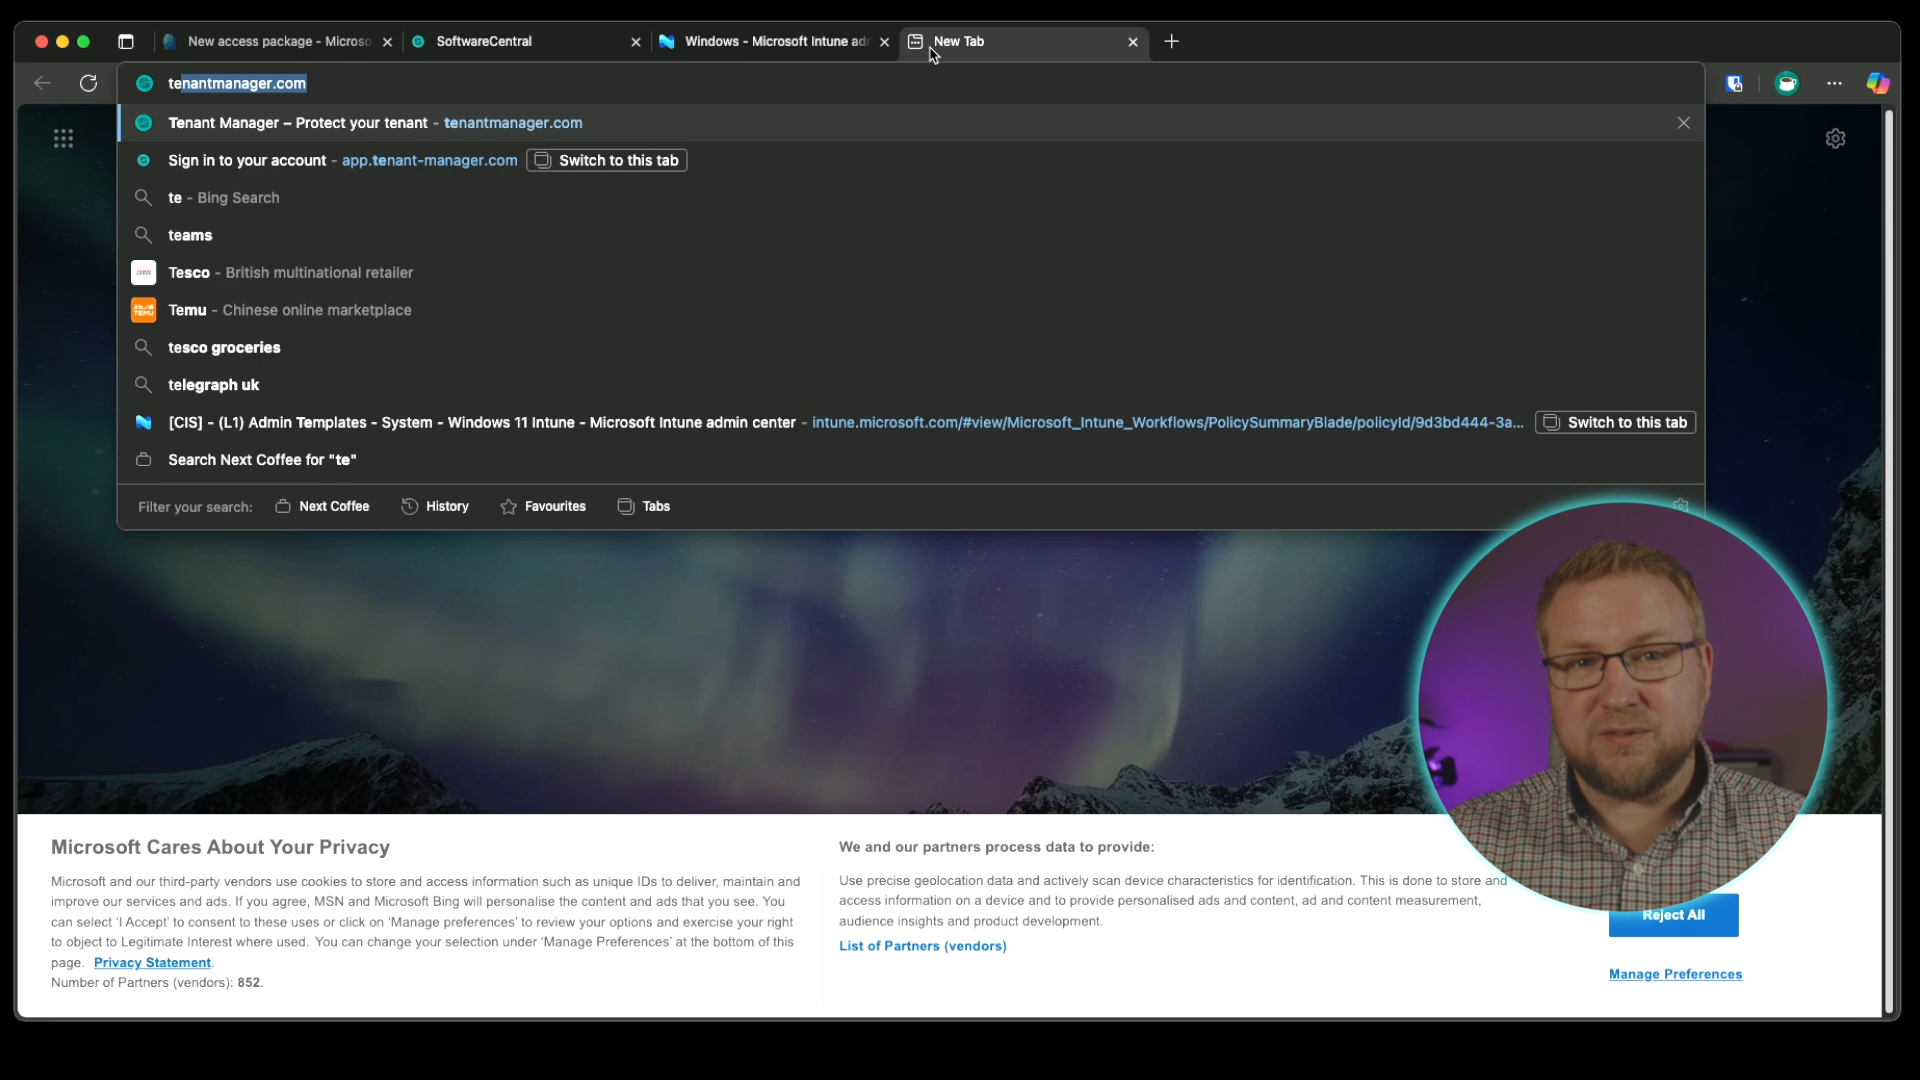 New access package - Microso
SoftwareCentral
Windows - Microsoft Intune adr
New Tab
tenantmanager.com
Tenant Manager – Protect your tenant - tenantmanager.com
Sign in to your account - app.tenant-manager.com Switch to this tab
te - Bing Search
teams
Tesco - British multinational retailer
TEMU
Temu - Chinese online marketplace
tesco groceries
telegraph uk
[CIS] - (L1) Admin Templates - System - Windows 11 Intune - Microsoft Intune admin center - intune.microsoft.com/#view/Microsoft_Intune_Workflows/PolicySummaryBlade/policyId/9d3bd444-3a... Switch to this tab
Search Next Coffee for "te"
Filter your search: Next Coffee History Favourites Tabs
Microsoft Cares About Your Privacy
Microsoft and our third-party vendors use cookies to store and access information such as unique IDs to deliver, maintain and
improve our services and ads. If you agree, MSN and Microsoft Bing will personalise the content and ads that you see. You
can select 'I Accept' to consent to these uses or click on 'Manage preferences' to review your options and exercise your right
to object to Legitimate Interest where used. You can change your selection under 'Manage Preferences' at the bottom of this
page. Privacy Statement.
Number of Partners (vendors): 852.
We and our partners process data to provide:
Use precise geolocation data and actively scan device characteristics for identification. This is done to store and
access information on a device and to provide personalised ads and content, ad and content measurement,
audience insights and product development.
List of Partners (vendors)
Reject All
Manage Preferences